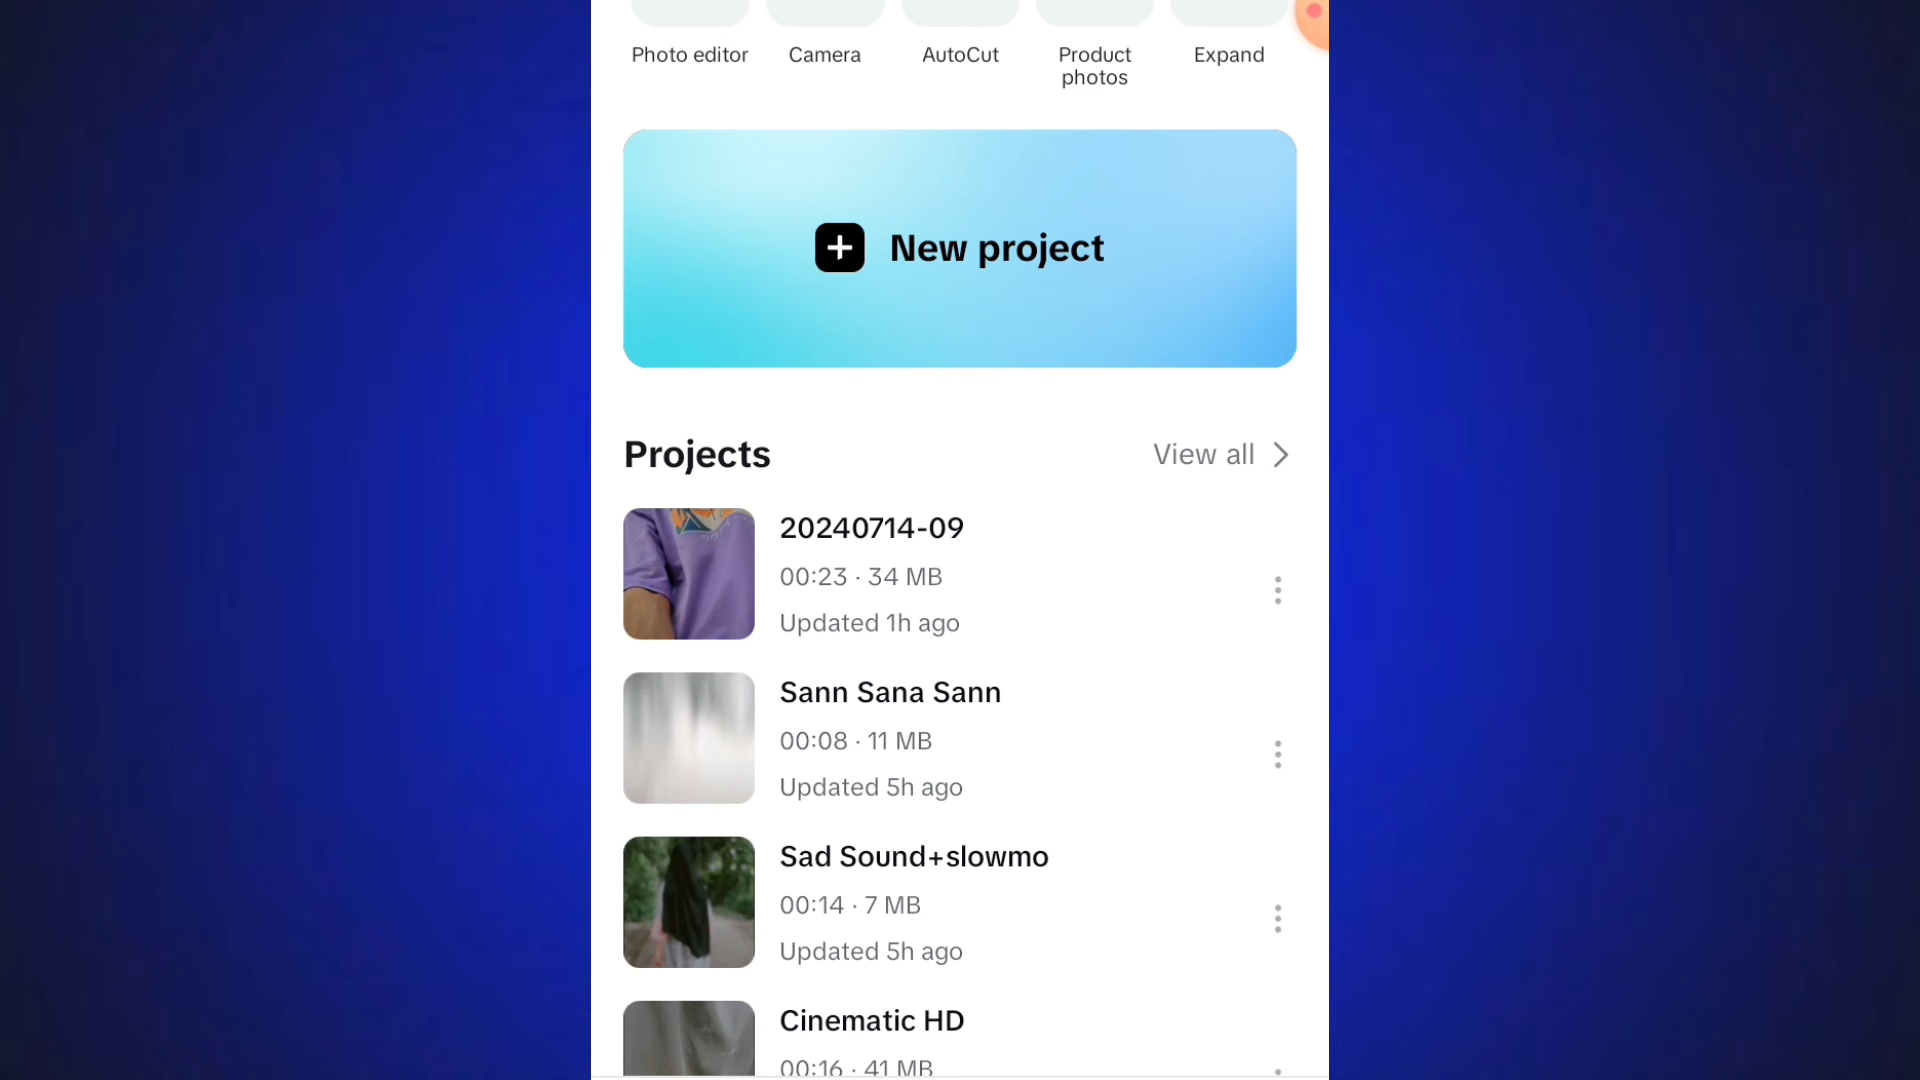 Photo editor
Camera
AutoCut
Product
photos
Expand
New project
Projects
View all
20240714-09
00:23 · 34 MB
Updated 1h ago
Sann Sana Sann
00:08 · 11 MB
Updated 5h ago
Sad Sound+slowmo
00:14 · 7 MB
Updated 5h ago
Cinematic HD
00:16 · 41 MB